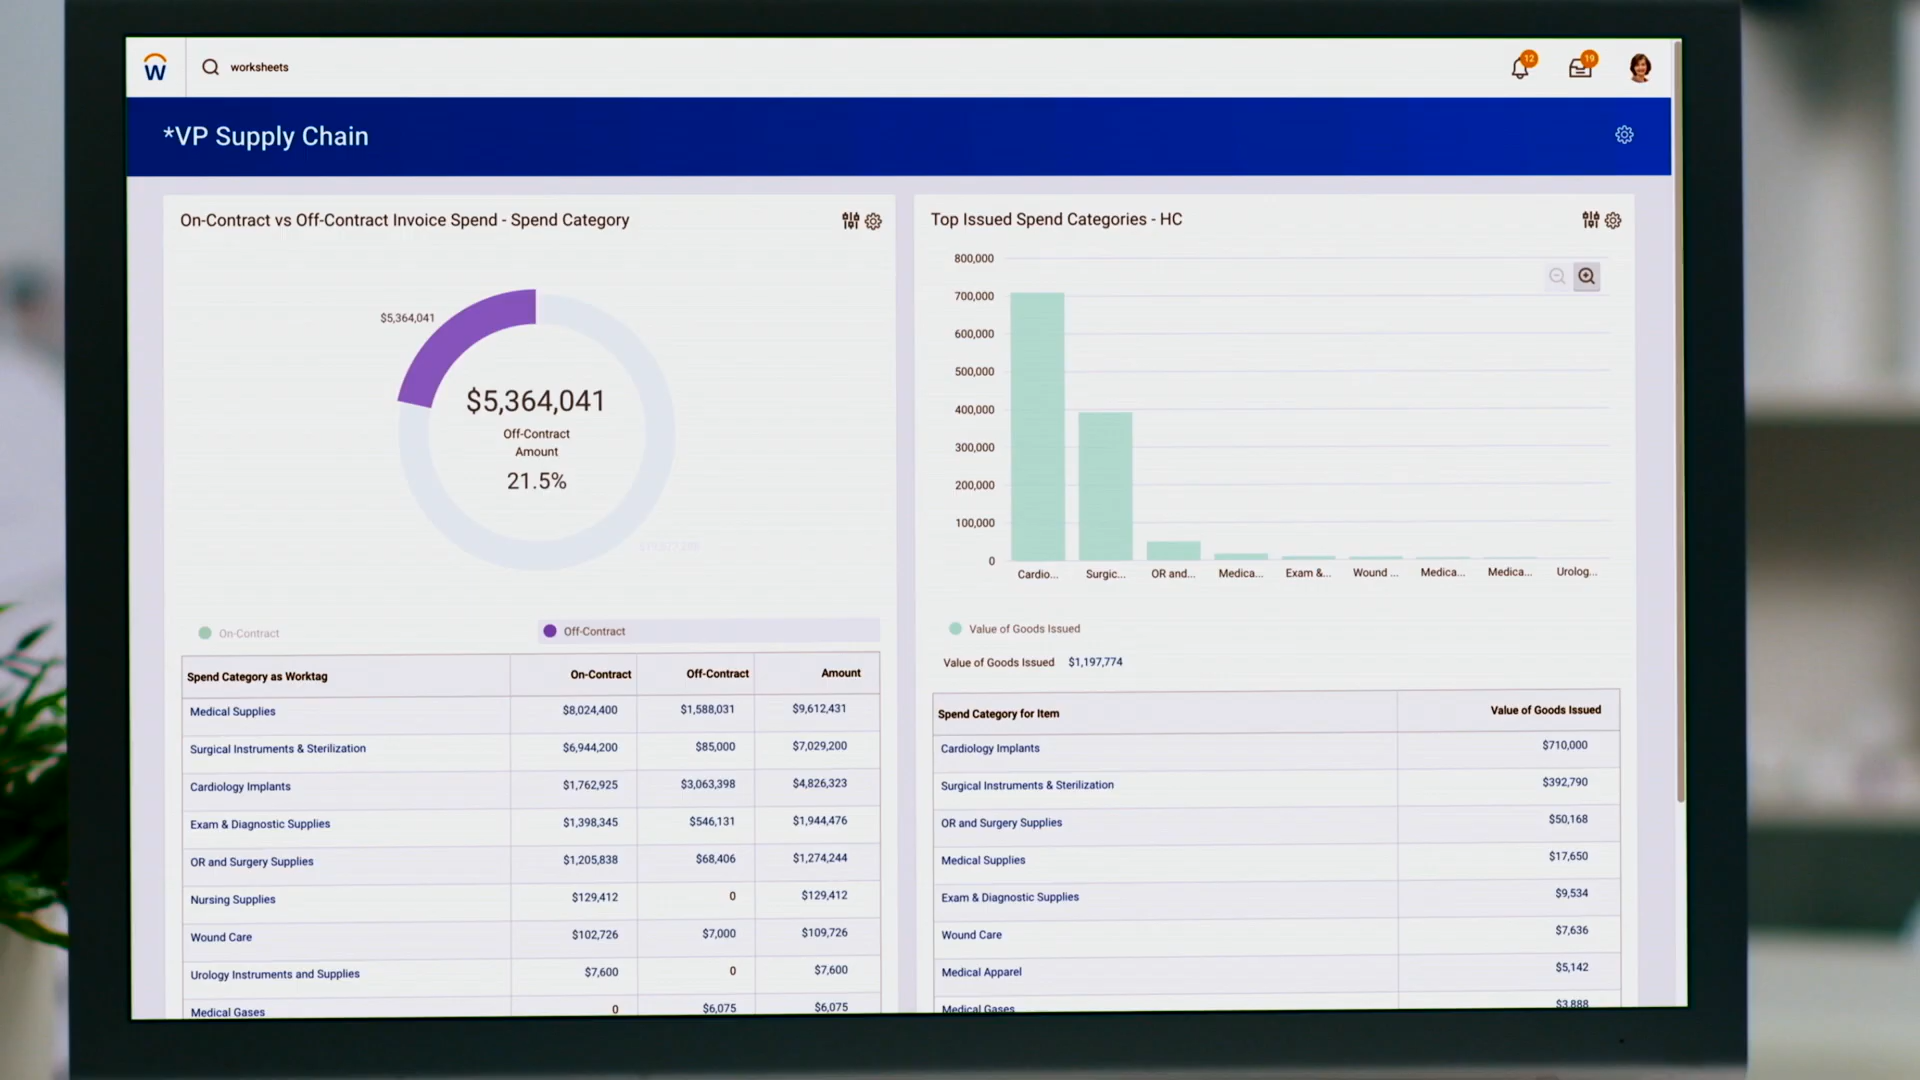 W
worksheets
12
19
*VP Supply Chain
On-Contract vs Off-Contract Invoice Spend - Spend Category
$5,364,041
$5,364,041
Off-Contract
Amount
21.5%
On-Contract
Off-Contract
Spend Category as Worktag On-Contract Off-Contract Amount
Medical Supplies $8,024,400 $1,588,031 $9,612,431
Surgical Instruments & Sterilization $6,944,200 $85,000 $7,029,200
Cardiology Implants $1,762,925 $3,063,398 $4,826,323
Exam & Diagnostic Supplies $1,398,345 $546,131 $1,944,476
OR and Surgery Supplies $1,205,838 $68,406 $1,274,244
Nursing Supplies $129,412 0 $129,412
Wound Care $102,726 $7,000 $109,726
Urology Instruments and Supplies $7,600 0 $7,600
Medical Gases 0 $6,075 $6,075
Top Issued Spend Categories - HC
800,000
700,000
600,000
500,000
400,000
300,000
200,000
100,000
0
Cardio... Surgic... OR and... Medica... Exam &... Wound ... Medica... Medica... Urolog...
Value of Goods Issued
Value of Goods Issued $1,197,774
Spend Category for Item Value of Goods Issued
Cardiology Implants $710,000
Surgical Instruments & Sterilization $392,790
OR and Surgery Supplies $50,168
Medical Supplies $17,650
Exam & Diagnostic Supplies $9,534
Wound Care $7,636
Medical Apparel $5,142
Medical Gases $3,888